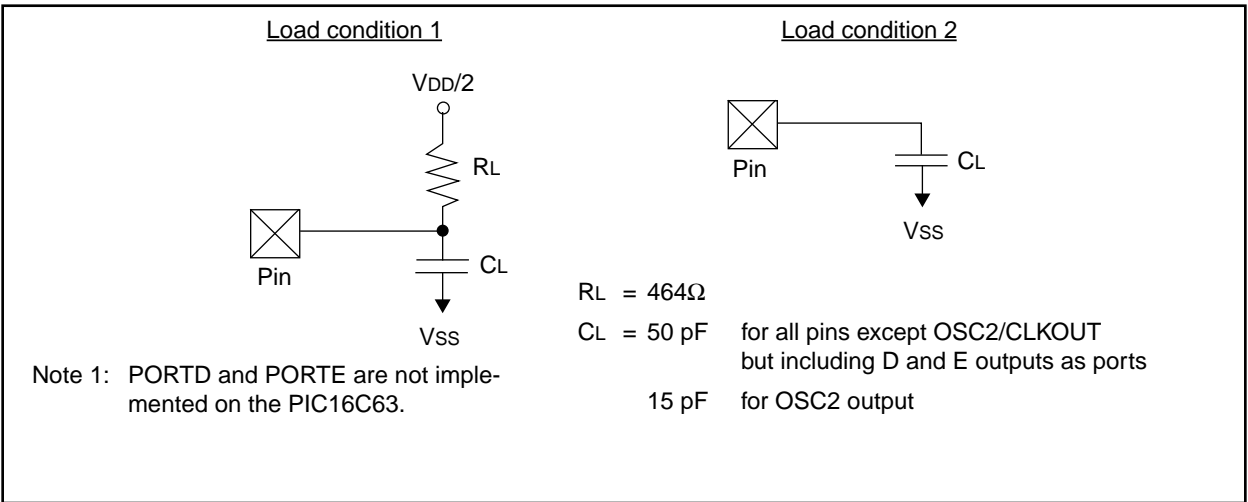 Load condition 1
VDD/2
RL
Pin
CL
VSS
Note 1: PORTD and PORTE are not imple-
mented on the PIC16C63.
Load condition 2
Pin
CL
VSS
RL = 464Ω
CL = 50 pF for all pins except OSC2/CLKOUT
but including D and E outputs as ports
15 pF for OSC2 output